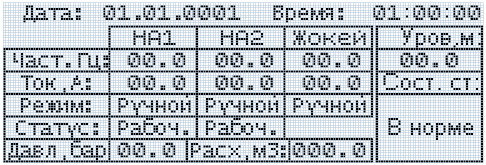 Дата: 01.01.0001 Время: 01:00:00
НА1 НА2 Жокей Уров,м
Част.Гц: 00.0 00.0 00.0 00.0
Ток,А: 00.0 00.0 00.0 Сост. ст:
Режим: Ручной Ручной Ручной
Статус: Рабоч. Рабоч. В норме
Давл,бар 00.0 Расх,м3: 000.0